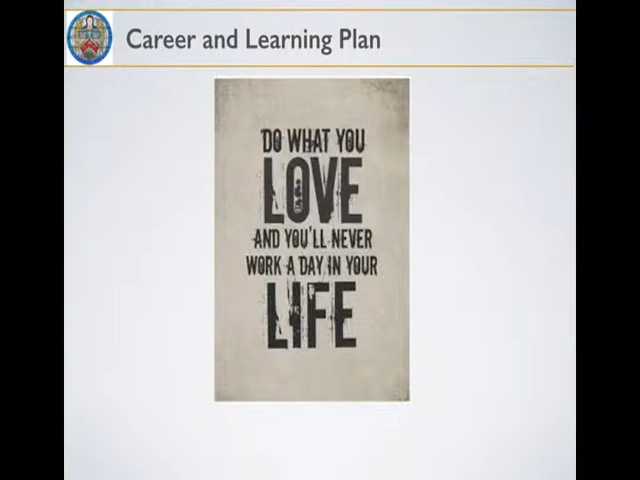 Career and Learning Plan
DO WHAT YOU
LOVE
AND YOU'LL NEVER
WORK A DAY IN YOUR
LIFE